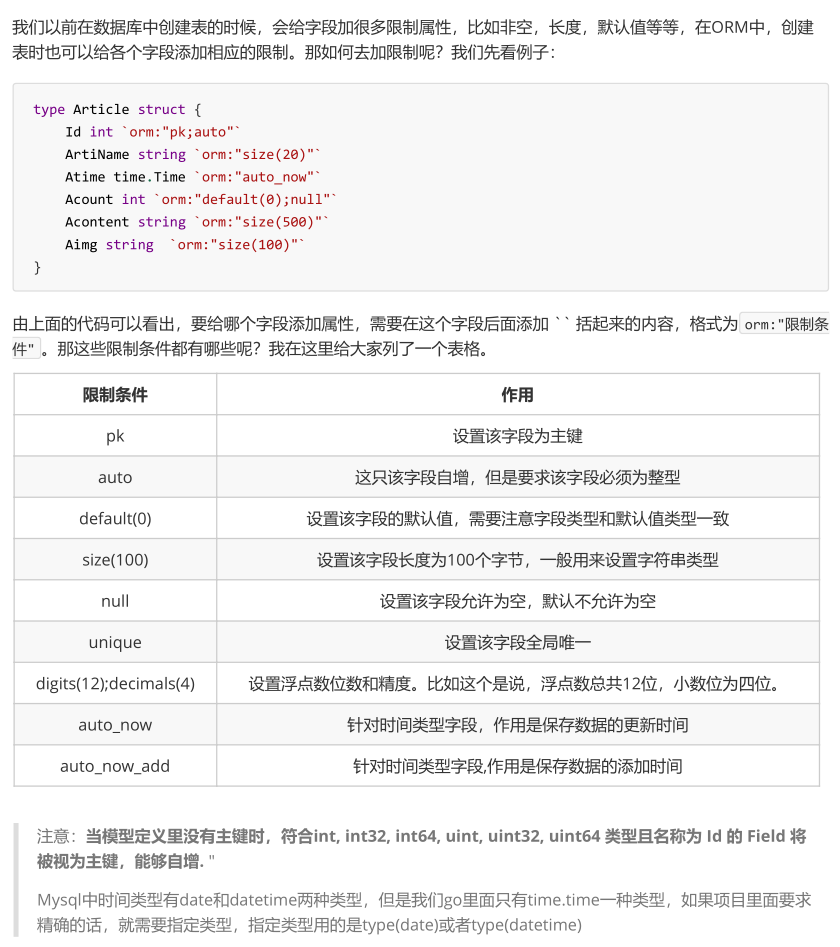 我们以前在数据库中创建表的时候，会给字段加很多限制属性，比如非空，长度，默认值等等，在ORM中，创建
表时也可以给各个字段添加相应的限制。那如何去加限制呢？我们先看例子：
type Article struct {
    Id int `orm:"pk;auto"`
    ArtiName string `orm:"size(20)"`
    Atime time.Time `orm:"auto_now"`
    Acount int `orm:"default(0);null"`
    Acontent string `orm:"size(500)"`
    Aimg string  `orm:"size(100)"`
}
由上面的代码可以看出，要给哪个字段添加属性，需要在这个字段后面添加 `` 括起来的内容，格式为 orm:"限制条
件" 。那这些限制条件都有哪些呢？我在这里给大家列了一个表格。
限制条件 作用
pk 设置该字段为主键
auto 这只该字段自增，但是要求该字段必须为整型
default(0) 设置该字段的默认值，需要注意字段类型和默认值类型一致
size(100) 设置该字段长度为100个字节，一般用来设置字符串类型
null 设置该字段允许为空，默认不允许为空
unique 设置该字段全局唯一
digits(12);decimals(4) 设置浮点数位数和精度。比如这个是说，浮点数总共12位，小数位为四位。
auto_now 针对时间类型字段，作用是保存数据的更新时间
auto_now_add 针对时间类型字段,作用是保存数据的添加时间
注意：当模型定义里没有主键时，符合int, int32, int64, uint, uint32, uint64 类型且名称为 Id 的 Field 将
被视为主键，能够自增. "
Mysql中时间类型有date和datetime两种类型，但是我们go里面只有time.time一种类型，如果项目里面要求
精确的话，就需要指定类型，指定类型用的是type(date)或者type(datetime)